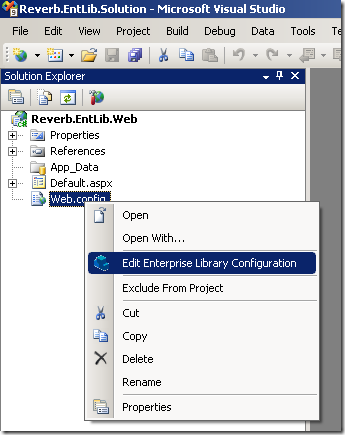 Reverb.EntLib.Solution - Microsoft Visual Studio
File Edit View Project Build Debug Data Tools Test
Solution Explorer
Reverb.EntLib.Web
Properties
References
App_Data
Default.aspx
Web.config
Open
Open With...
Edit Enterprise Library Configuration
Exclude From Project
Cut
Copy
Delete
Rename
Properties